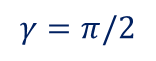 γ = π/2